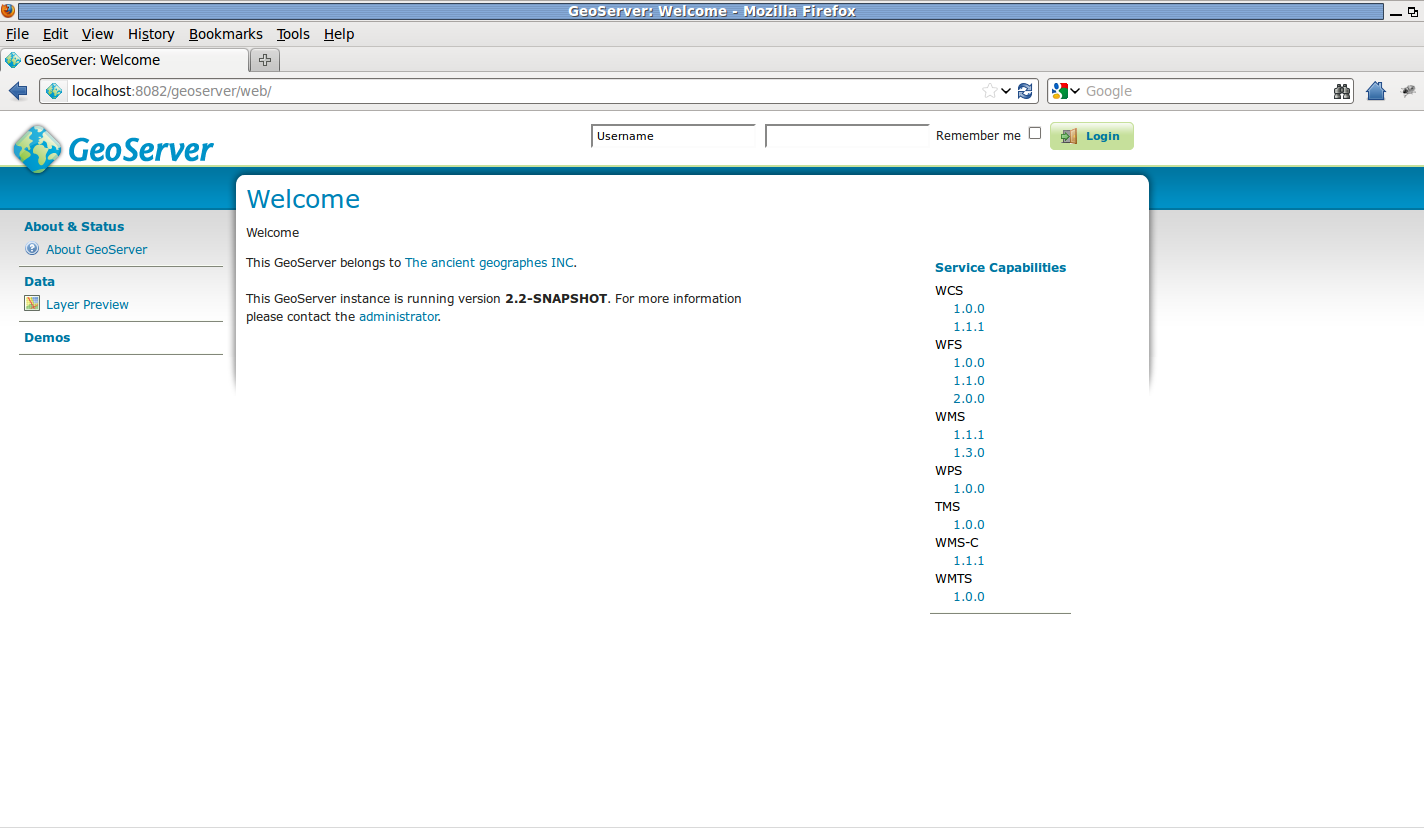 GeoServer: Welcome - Mozilla Firefox
File Edit View History Bookmarks Tools Help
GeoServer: Welcome
localhost:8082/geoserver/web/
Google
GeoServer
Username
Remember me
Login
About & Status
About GeoServer
Data
Layer Preview
Demos
Welcome
Welcome
This GeoServer belongs to The ancient geographes INC.
This GeoServer instance is running version 2.2-SNAPSHOT. For more information
please contact the administrator.
Service Capabilities
WCS
1.0.0
1.1.1
WFS
1.0.0
1.1.0
2.0.0
WMS
1.1.1
1.3.0
WPS
1.0.0
TMS
1.0.0
WMS-C
1.1.1
WMTS
1.0.0